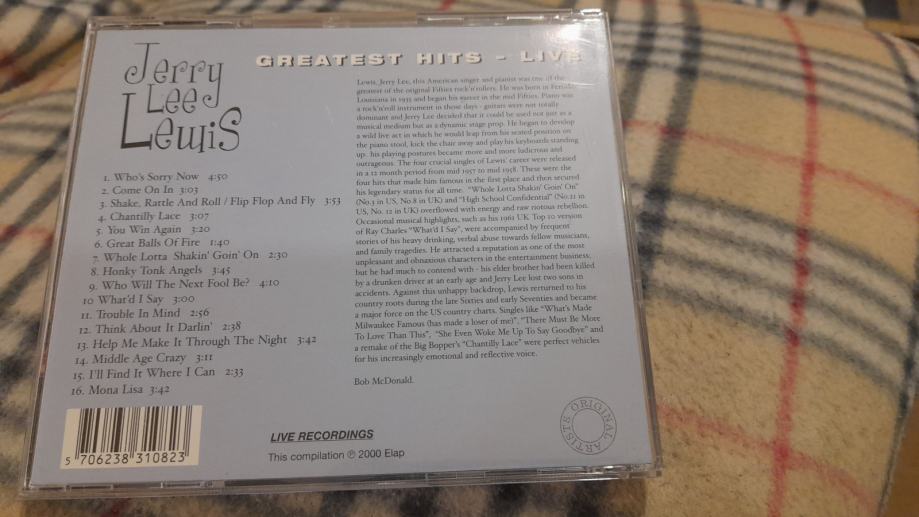 Jerry
Lee
Lewis
GREATEST HITS - LIVE
1. Who's Sorry Now 4:50
2. Come On In 3:03
3. Shake, Rattle And Roll / Flip Flop And Fly 3:53
4. Chantilly Lace 3:07
5. You Win Again 3:20
6. Great Balls Of Fire 1:40
7. Whole Lotta Shakin' Goin' On 2:30
8. Honky Tonk Angels 3:45
9. Who Will The Next Fool Be? 4:10
10 What'd I Say 3:00
11. Trouble In Mind 2:56
12. Think About It Darlin' 2:38
13. Help Me Make It Through The Night 3:42
14. Middle Age Crazy 3:11
15. I'll Find It Where I Can 2:33
16. Mona Lisa 3:42
Lewis, Jerry Lee, this American singer and pianist was one of the
greatest of the original Fifties rock'n'rollers. He was born in Ferriday
Louisiana in 1935 and began his career in the mid Fifties. Piano was
a rock'n'roll instrument in those days - guitars were not totally
dominant and Jerry Lee decided that it could be used not just as a
musical medium but as a dynamic stage prop. He began to develop
a wild live act in which he would leap from his seated position on
the piano stool, kick the chair away and play his keyboards standing
up. his playing postures became more and more ludicrous and
outrageous. The four crucial singles of Lewis' career were released
in a 12 month period from mid 1957 to mid 1958. These were the
four hits that made him famous in the first place and then secured
his legendary status for all time. "Whole Lotta Shakin' Goin' On"
(No.3 in US, No.8 in UK) and "High School Confidential" (No.21 in
US, No. 12 in UK) overflowed with energy and raw riotous rebellion.
Occasional musical highlights, such as his 1961 UK Top 10 version
of Ray Charles "What'd I Say", were accompanied by frequent
stories of his heavy drinking, verbal abuse towards fellow musicians,
and family tragedies. He attracted a reputation as one of the most
unpleasant and obnaxious characters in the entertainment business,
but he had much to contend with - his elder brother had been killed
by a drunken driver at an early age and Jerry Lee lost two sons in
accidents. Against this unhappy backdrop, Lewis rerturned to his
country roots during the late Sixties and early Seventies and became
a major force on the US country charts. Singles like "What's Made
Milwaukee Famous (has made a loser of me)", "There Must Be More
To Love Than This", "She Even Woke Me Up To Say Goodbye" and
a remake of the Big Bopper's "Chantilly Lace" were perfect vehicles
for his increasingly emotional and reflective voice.
Bob McDonald.
5 706238 310823
LIVE RECORDINGS
This compilation ℗ 2000 Elap
ORIGINAL ARTISTS